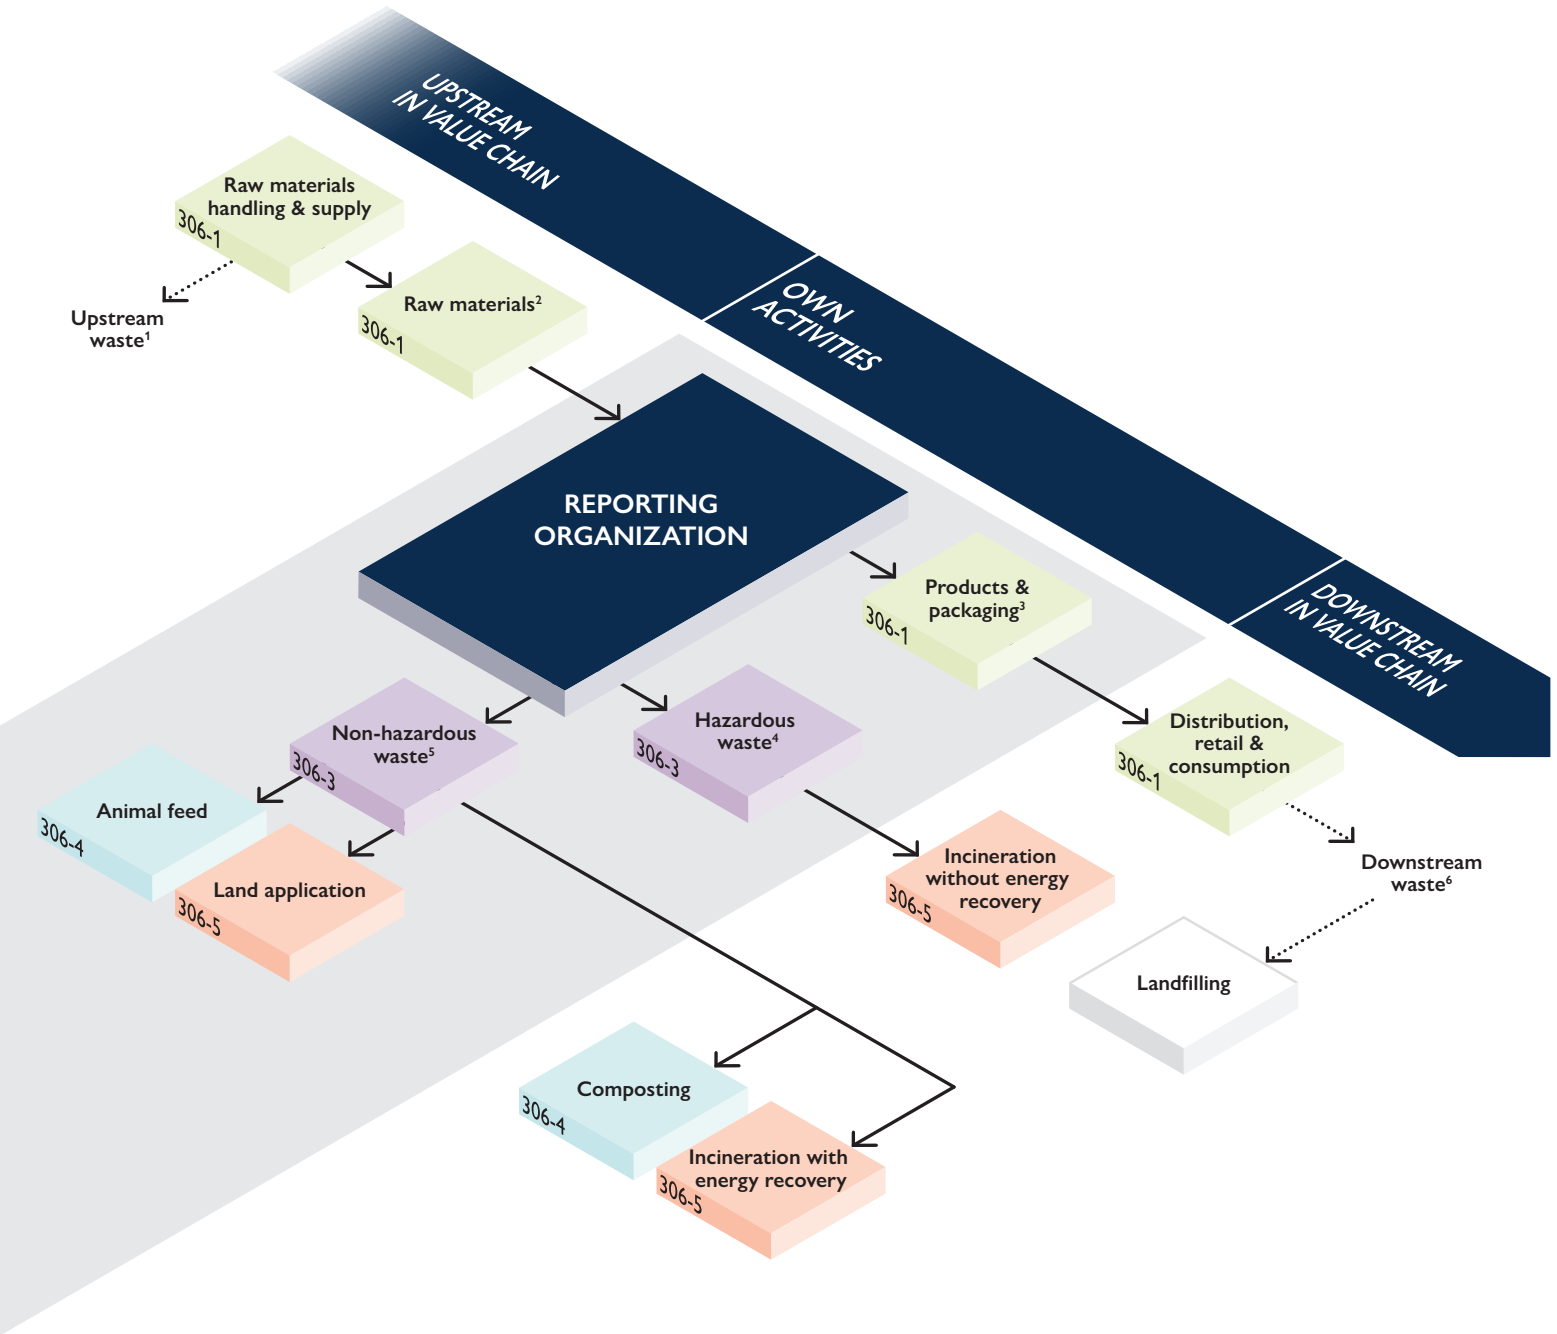 UPSTREAM
IN VALUE CHAIN
Raw materials
handling & supply
306-1
Upstream
waste¹
Raw materials²
306-1
OWN
ACTIVITIES
REPORTING
ORGANIZATION
Products &
packaging³
306-1
DOWNSTREAM
IN VALUE CHAIN
Non-hazardous
waste⁵
306-3
Hazardous
waste⁴
306-3
Distribution,
retail &
consumption
306-1
Animal feed
306-4
Land application
306-5
Incineration
without energy
recovery
306-5
Downstream
waste⁶
Landfilling
Composting
306-4
Incineration with
energy recovery
306-5